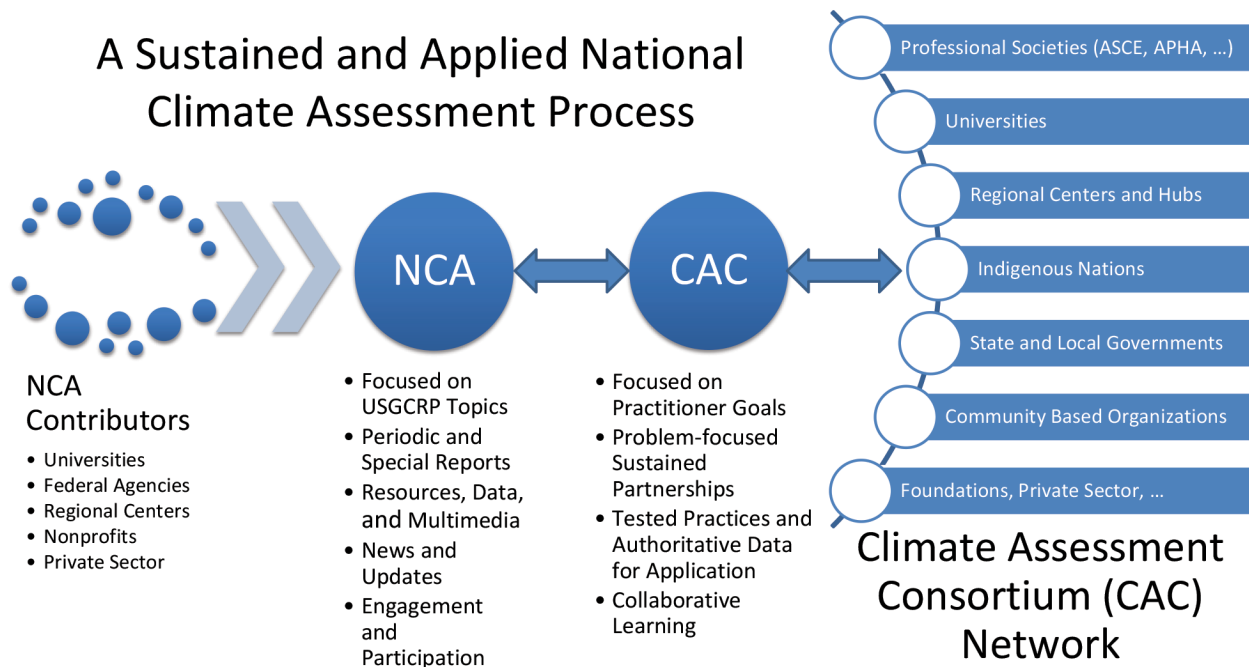 A Sustained and Applied National
Climate Assessment Process
NCA
Contributors
• Universities
• Federal Agencies
• Regional Centers
• Nonprofits
• Private Sector
NCA
• Focused on
USGCRP Topics
• Periodic and
Special Reports
• Resources, Data,
and Multimedia
• News and
Updates
• Engagement
and
Participation
CAC
• Focused on
Practitioner Goals
• Problem-focused
Sustained
Partnerships
• Tested Practices and
Authoritative Data
for Application
• Collaborative
Learning
Professional Societies (ASCE, APHA, …)
Universities
Regional Centers and Hubs
Indigenous Nations
State and Local Governments
Community Based Organizations
Foundations, Private Sector, …
Climate Assessment
Consortium (CAC)
Network